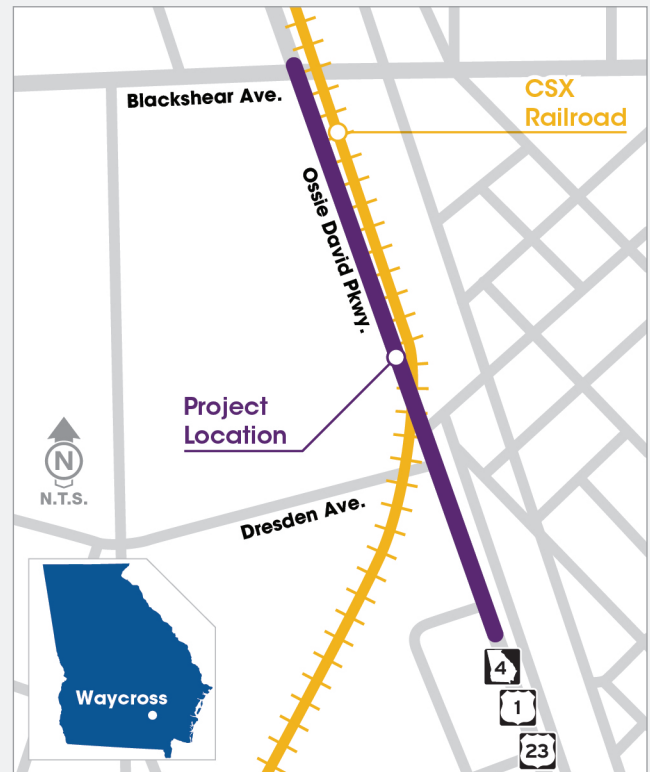 Blackshear Ave.
CSX
Railroad
Ossie David Pkwy.
Project
Location
N
N.T.S.
Dresden Ave.
Waycross
4
1
23